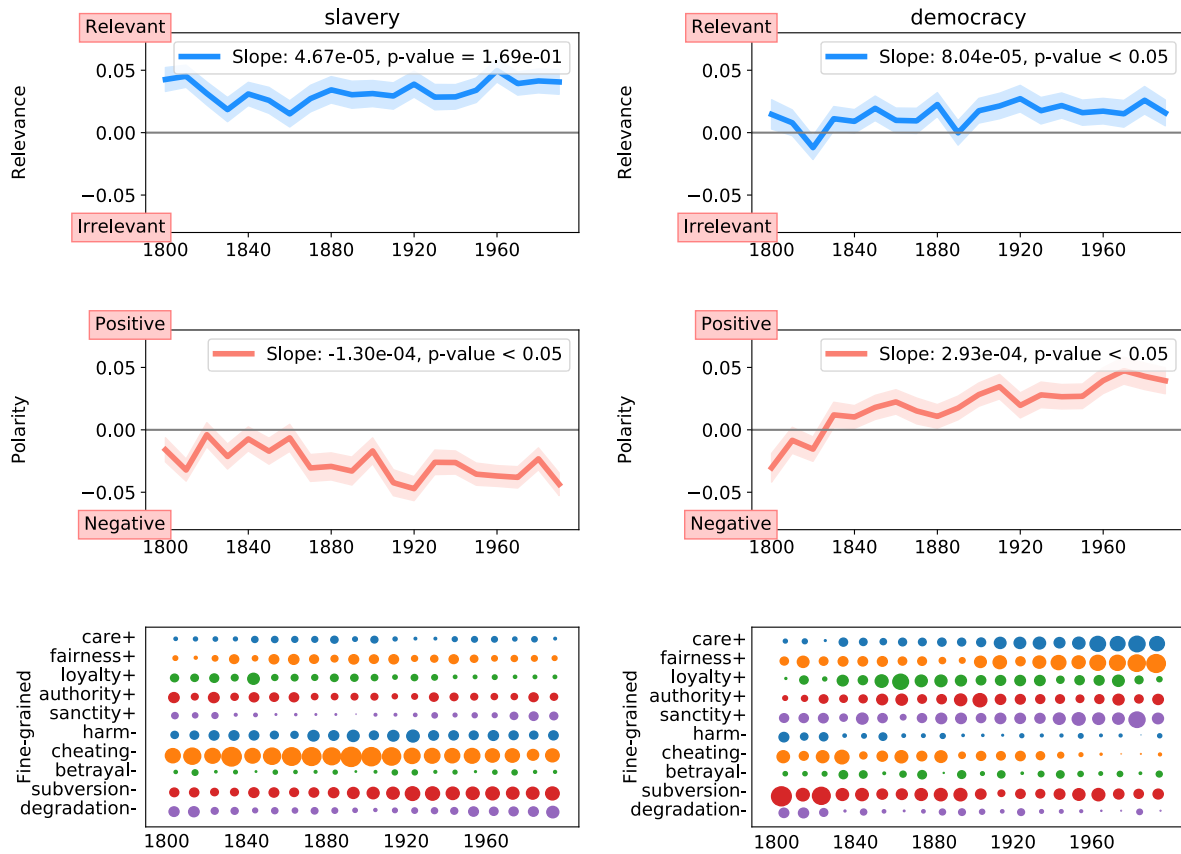 slavery
Relevant
Slope: 4.67e-05, p-value = 1.69e-01
0.05
0.00
−0.05
Relevance
Irrelevant
1800 1840 1880 1920 1960
democracy
Relevant
Slope: 8.04e-05, p-value < 0.05
0.05
0.00
−0.05
Relevance
Irrelevant
1800 1840 1880 1920 1960
Positive
Slope: -1.30e-04, p-value < 0.05
0.05
0.00
−0.05
Polarity
Negative
1800 1840 1880 1920 1960
Positive
Slope: 2.93e-04, p-value < 0.05
0.05
0.00
−0.05
Polarity
Negative
1800 1840 1880 1920 1960
Fine-grained
care+
fairness+
loyalty+
authority+
sanctity+
harm-
cheating-
betrayal-
subversion-
degradation-
1800 1840 1880 1920 1960
Fine-grained
care+
fairness+
loyalty+
authority+
sanctity+
harm-
cheating-
betrayal-
subversion-
degradation-
1800 1840 1880 1920 1960